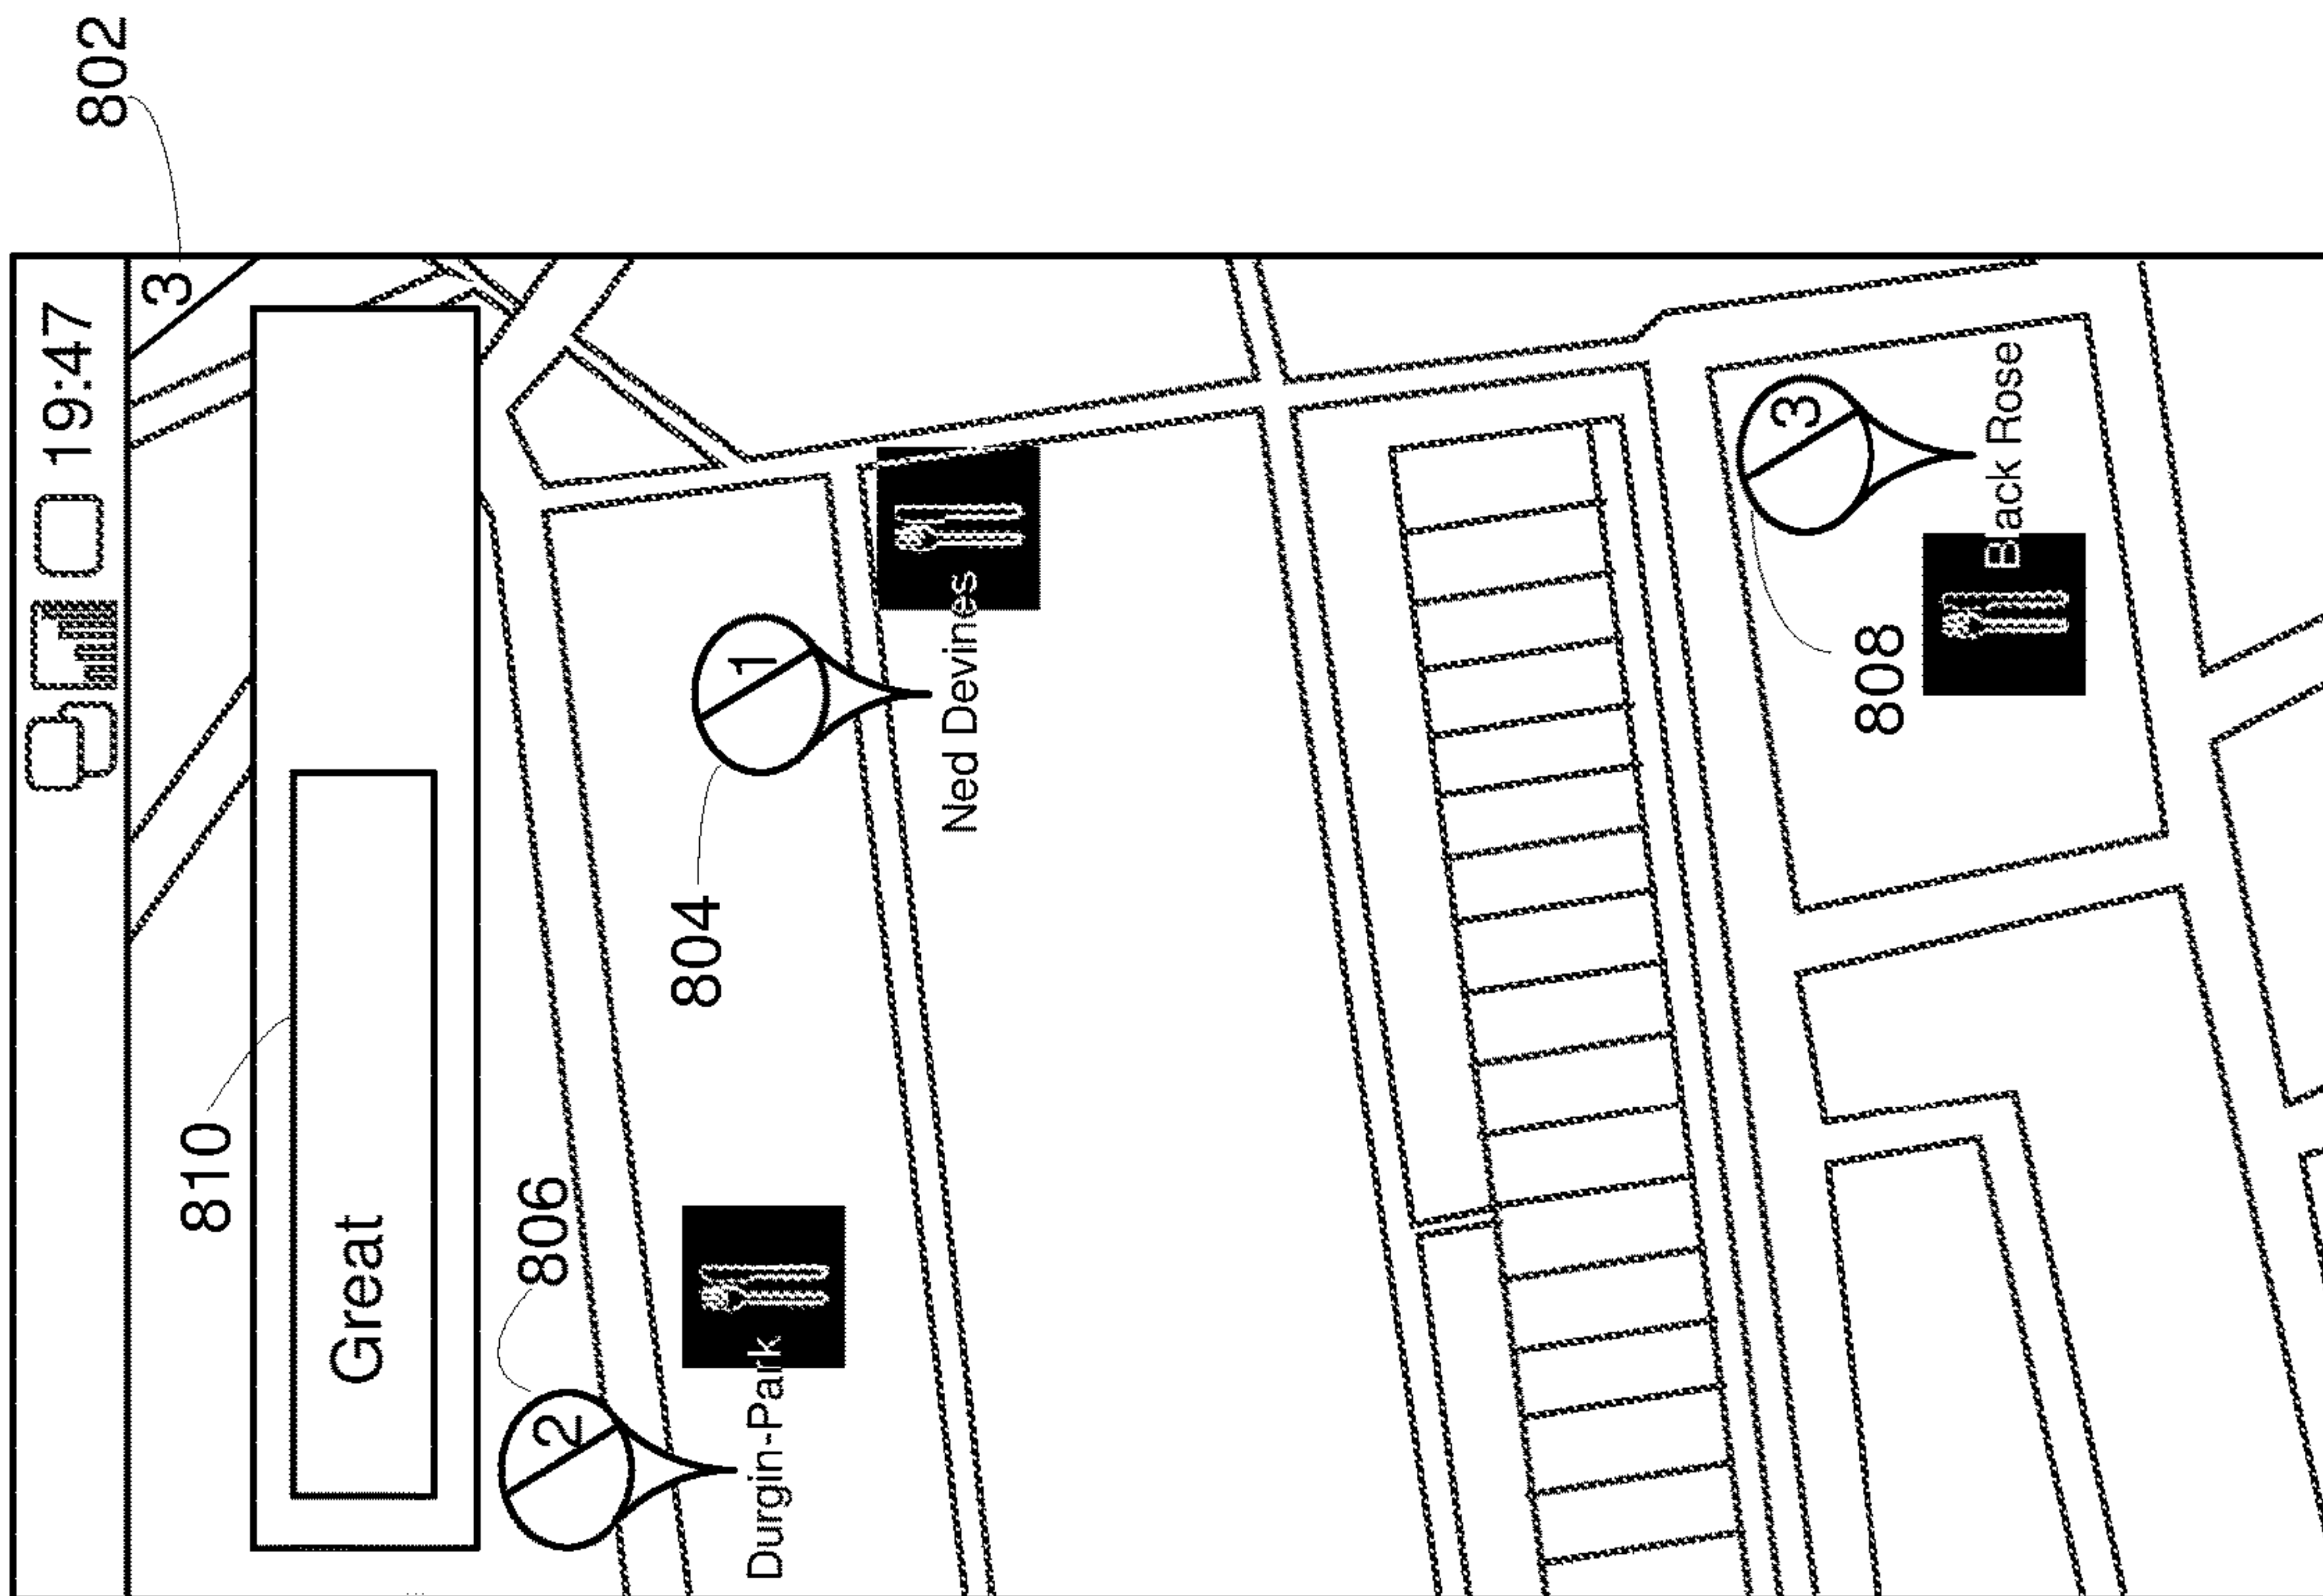 19:47
802
3
810
Great
806
2
804
1
Durgin-Park
Ned Devines
3
808
Black Rose